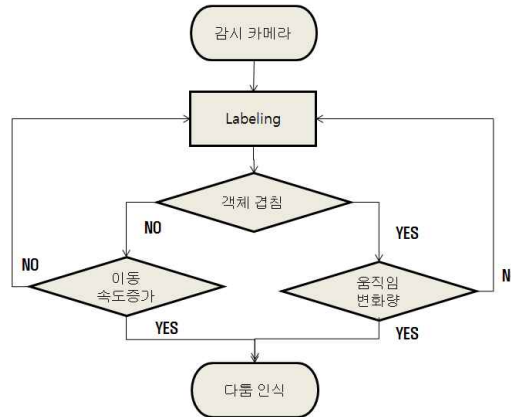 감시 카메라
Labeling
객체 겹침
NO
YES
NO
이동
속도증가
움직임
변화량
N
YES
YES
다툼 인식